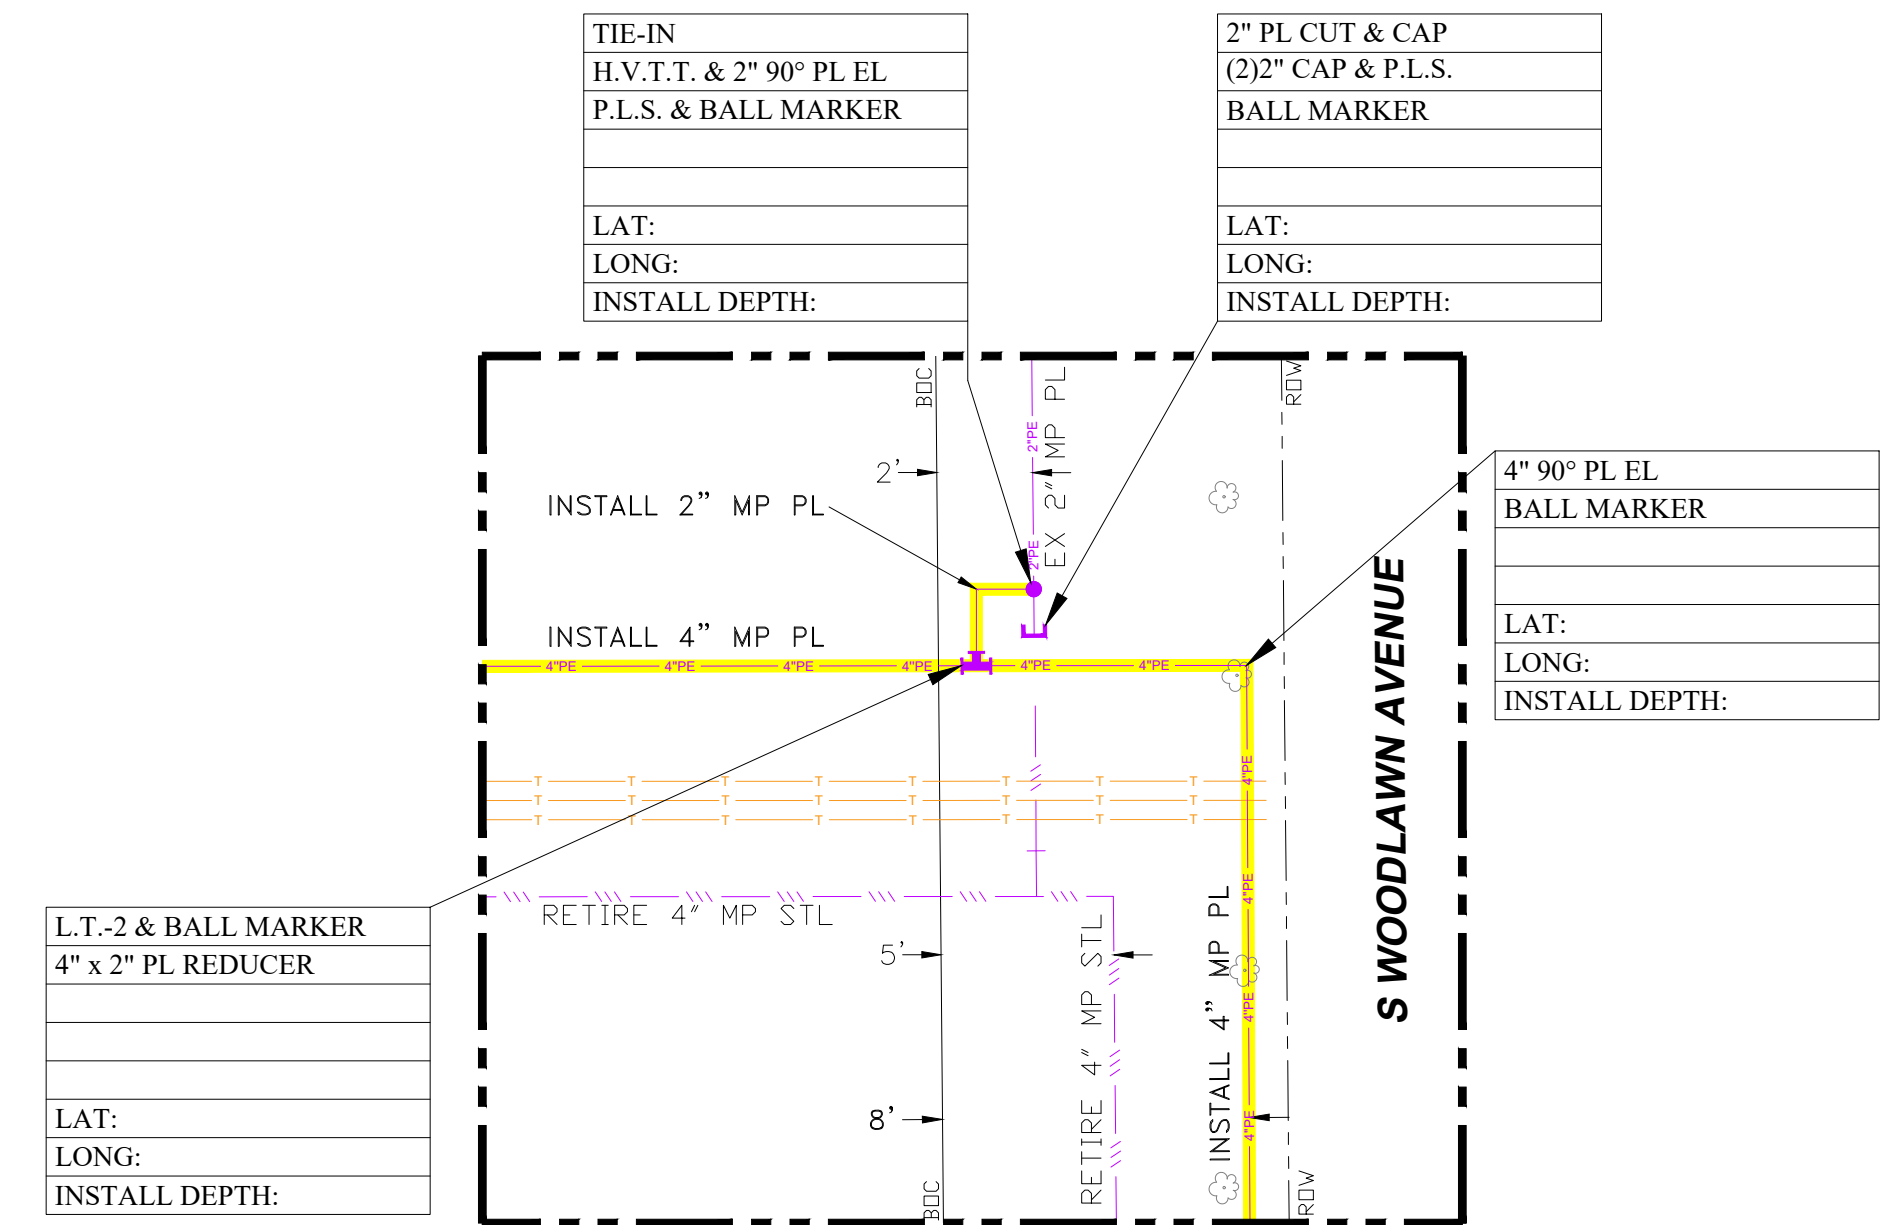 TIE-IN
H.V.T.T. & 2" 90° PL EL
P.L.S. & BALL MARKER
LAT:
LONG:
INSTALL DEPTH:
2" PL CUT & CAP
(2)2" CAP & P.L.S.
BALL MARKER
LAT:
LONG:
INSTALL DEPTH:
BOC
2"PE
EX 2" MP PL
2"PE
ROW
2'
INSTALL 2” MP PL
4" 90° PL EL
BALL MARKER
LAT:
LONG:
INSTALL DEPTH:
S WOODLAWN AVENUE
INSTALL 4” MP PL
4"PE 4"PE 4"PE 4"PE 4"PE 4"PE
4"PE
T T T T T T T T
T T T T T T T T
T T T T T T T T
4"PE
RETIRE 4" MP STL
RETIRE 4" MP STL
INSTALL 4” MP PL
4"PE
4"PE
5'
8'
L.T.-2 & BALL MARKER
4" x 2" PL REDUCER
LAT:
LONG:
INSTALL DEPTH:
BOC
ROW